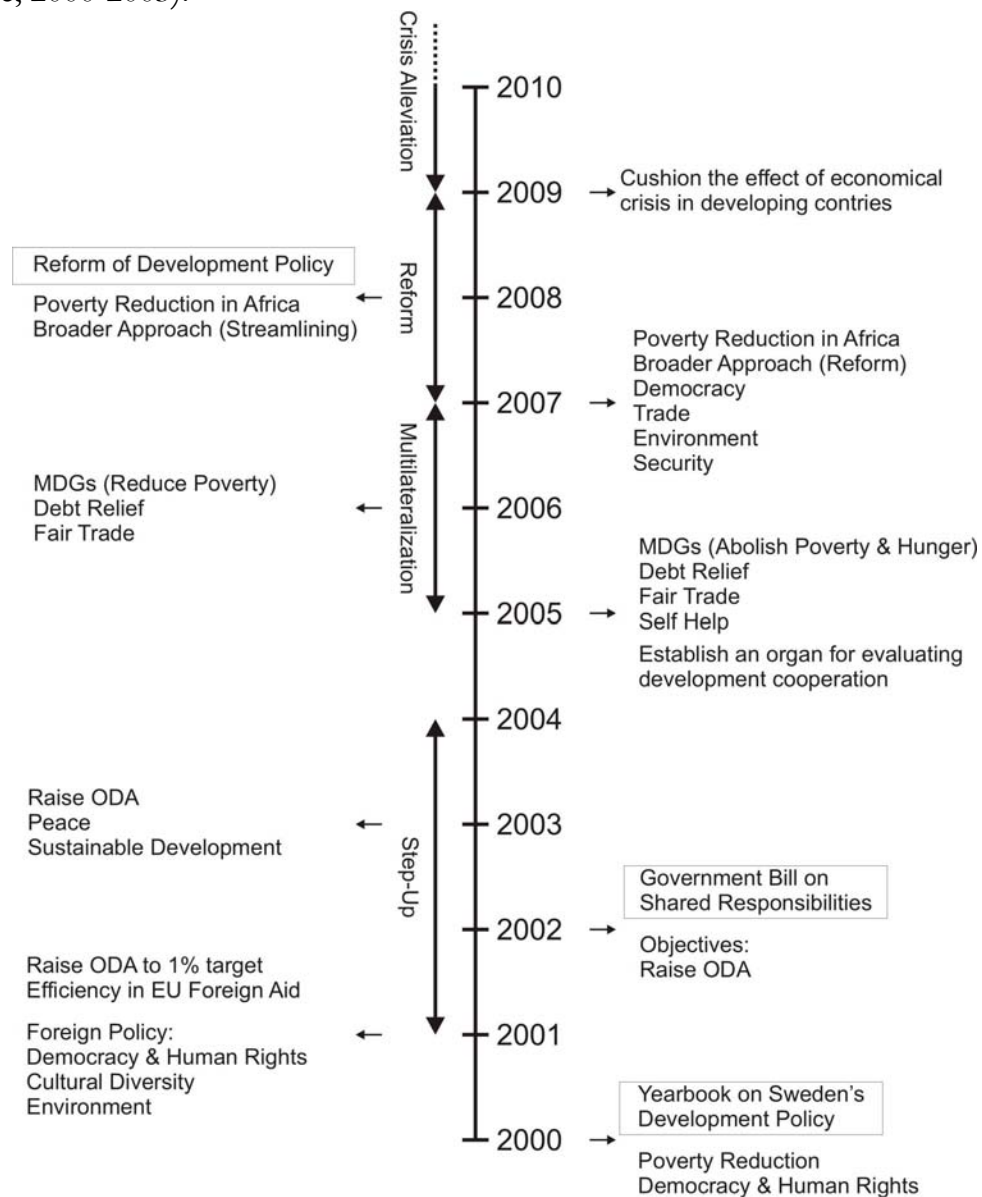 Crisis Alleviation
2010
2009
Cushion the effect of economical
crisis in developing contries
Reform of Development Policy
Poverty Reduction in Africa
Broader Approach (Streamlining)
Reform
2008
Poverty Reduction in Africa
Broader Approach (Reform)
Democracy
Trade
Environment
Security
2007
Multilateralization
MDGs (Reduce Poverty)
Debt Relief
Fair Trade
2006
MDGs (Abolish Poverty & Hunger)
Debt Relief
Fair Trade
Self Help
Establish an organ for evaluating
development cooperation
2005
2004
Raise ODA
Peace
Sustainable Development
2003
Step-Up
Government Bill on
Shared Responsibilities
Objectives:
Raise ODA
2002
Raise ODA to 1% target
Efficiency in EU Foreign Aid
Foreign Policy:
Democracy & Human Rights
Cultural Diversity
Environment
2001
Yearbook on Sweden's
Development Policy
Poverty Reduction
Democracy & Human Rights
2000